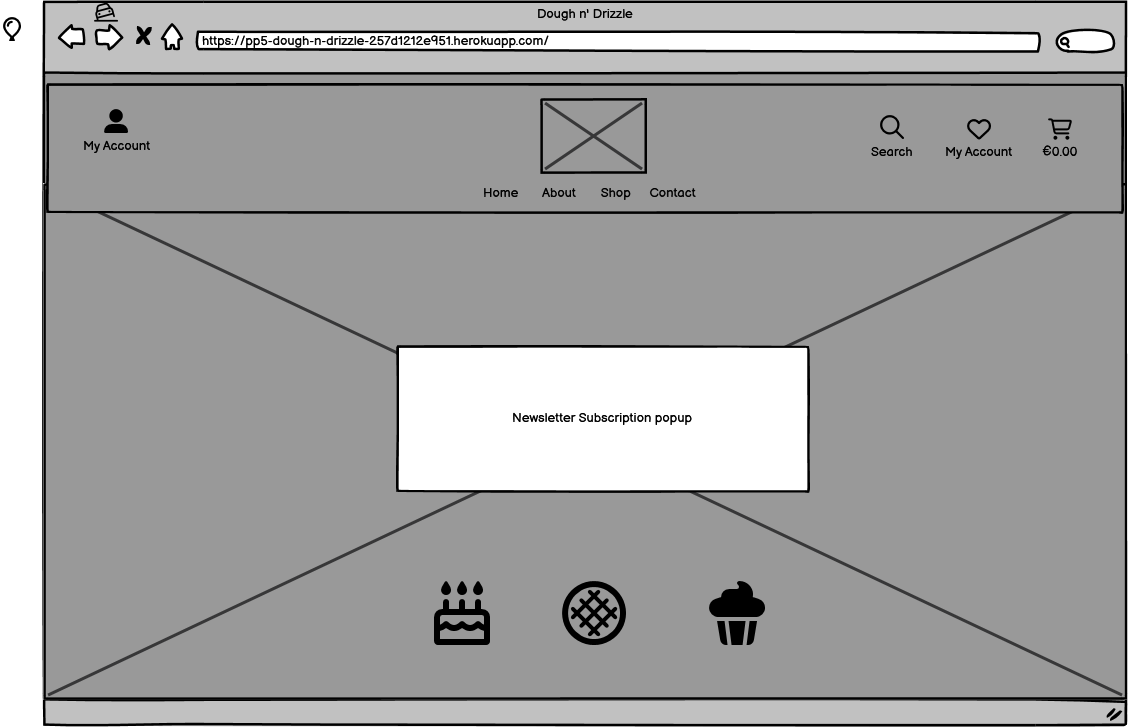 Dough n' Drizzle
https://pp5-dough-n-drizzle-257d1212e951.herokuapp.com/
My Account
Search
My Account
€0.00
Home
About
Shop
Contact
Newsletter Subscription popup